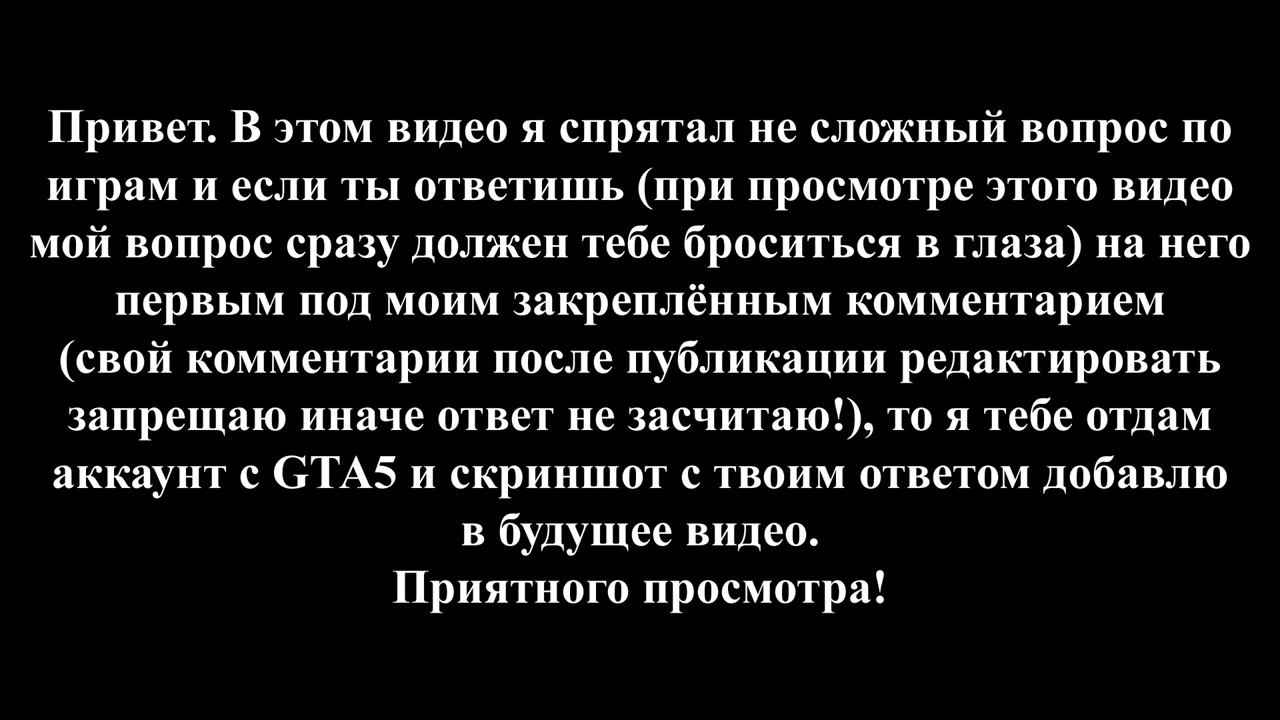 Привет. В этом видео я спрятал не сложный вопрос по
играм и если ты ответишь (при просмотре этого видео
мой вопрос сразу должен тебе броситься в глаза) на него
первым под моим закреплённым комментарием
(свой комментарии после публикации редактировать
запрещаю иначе ответ не засчитаю!), то я тебе отдам
аккаунт с GTA5 и скриншот с твоим ответом добавлю
в будущее видео.
Приятного просмотра!